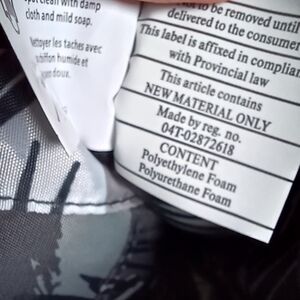 spot clean with damp
cloth and mild soap.
Nettoyer les taches avec
chiffon humide et
doux.
Not to be removed until
delivered to the consumer
This label is affixed in
with Provincial law
This article contains
NEW MATERIAL ONLY
Made by reg. no.
04T-02872618
CONTENT
Polyethylene Foam
Polyurethane Foam